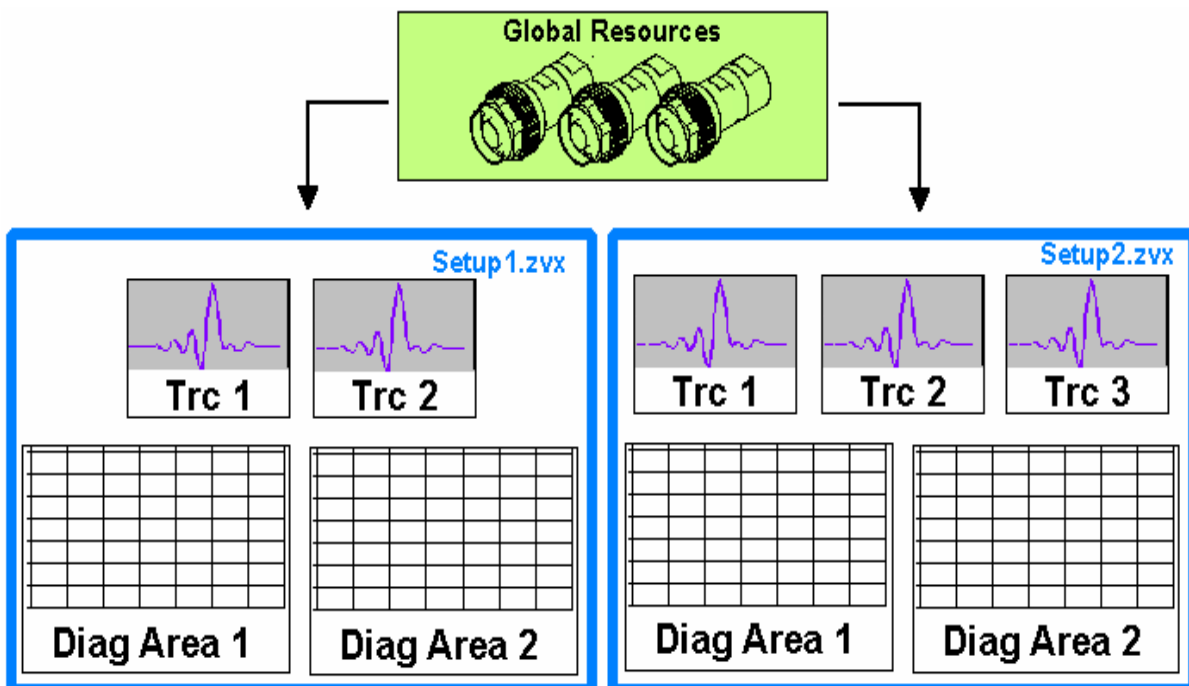 Global Resources
Setup1.zvx
Trc 1
Trc 2
Diag Area 1
Diag Area 2
Setup2.zvx
Trc 1
Trc 2
Trc 3
Diag Area 1
Diag Area 2